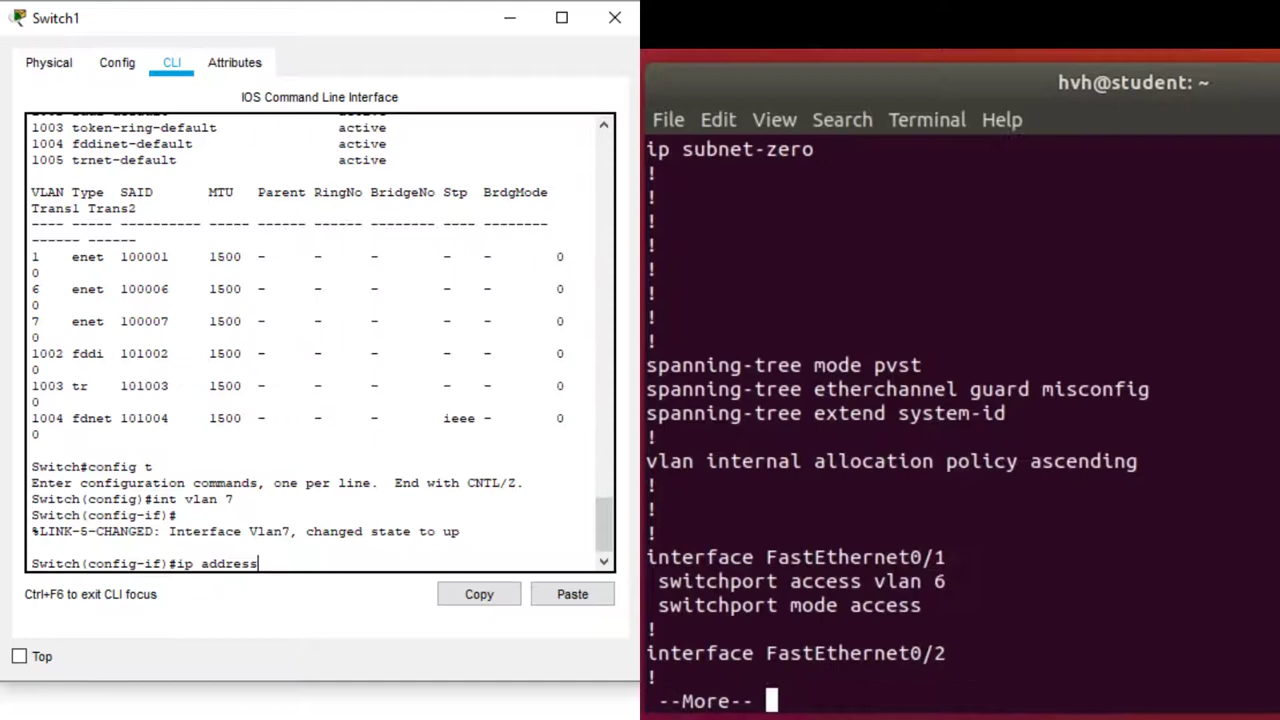 Switch1
Physical Config CLI Attributes
IOS Command Line Interface
1003 token-ring-default active
1004 fddinet-default active
1005 trnet-default active
VLAN Type SAID MTU Parent RingNo BridgeNo Stp BrdgMode
Trans1 Trans2
---- ----- ---------- ----- ------ ------ -------- ---- --------
------ ------
1 enet 100001 1500 - - - - - 0
0
6 enet 100006 1500 - - - - - 0
0
7 enet 100007 1500 - - - - - 0
0
1002 fddi 101002 1500 - - - - - 0
0
1003 tr 101003 1500 - - - - - 0
0
1004 fdnet 101004 1500 - - - ieee - 0
0
Switch#config t
Enter configuration commands, one per line. End with CNTL/Z.
Switch(config)#int vlan 7
Switch(config-if)#
%LINK-5-CHANGED: Interface Vlan7, changed state to up
Switch(config-if)#ip address
Ctrl+F6 to exit CLI focus
Copy
Paste
Top
hvh@student: ~
File Edit View Search Terminal Help
ip subnet-zero
!
!
!
!
!
!
!
!
spanning-tree mode pvst
spanning-tree etherchannel guard misconfig
spanning-tree extend system-id
!
vlan internal allocation policy ascending
!
!
!
interface FastEthernet0/1
switchport access vlan 6
switchport mode access
!
interface FastEthernet0/2
!
--More--